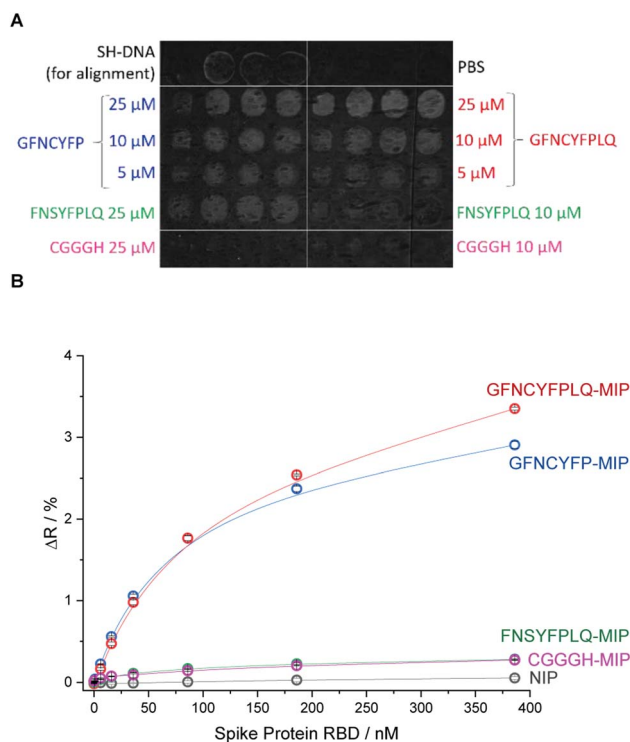 A
SH-DNA
(for alignment)
PBS
GFNCYFP
25 µM
10 µM
5 µM
25 µM
10 µM
5 µM
GFNCYFPLQ
FNSYFPLQ 25 µM
FNSYFPLQ 10 µM
CGGGH 25 µM
CGGGH 10 µM
B
4
3
2
1
0
ΔR / %
GFNCYFPLQ-MIP
GFNCYFP-MIP
FNSYFPLQ-MIP
CGGGH-MIP
NIP
0 50 100 150 200 250 300 350 400
Spike Protein RBD / nM